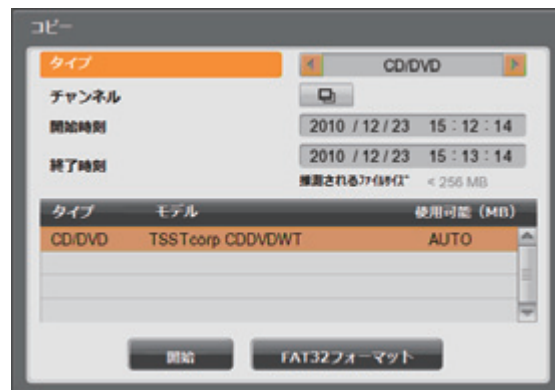 コピー
タイプ CD/DVD
チャンネル
開始時刻 2010 / 12 / 23 15 : 12 : 14
終了時刻 2010 / 12 / 23 15 : 13 : 14
推測されるファイルサイズ < 256 MB
タイプ モデル 使用可能 (MB)
CD/DVD TSSTcorp CDDVDWT AUTO
開始 FAT32フォーマット